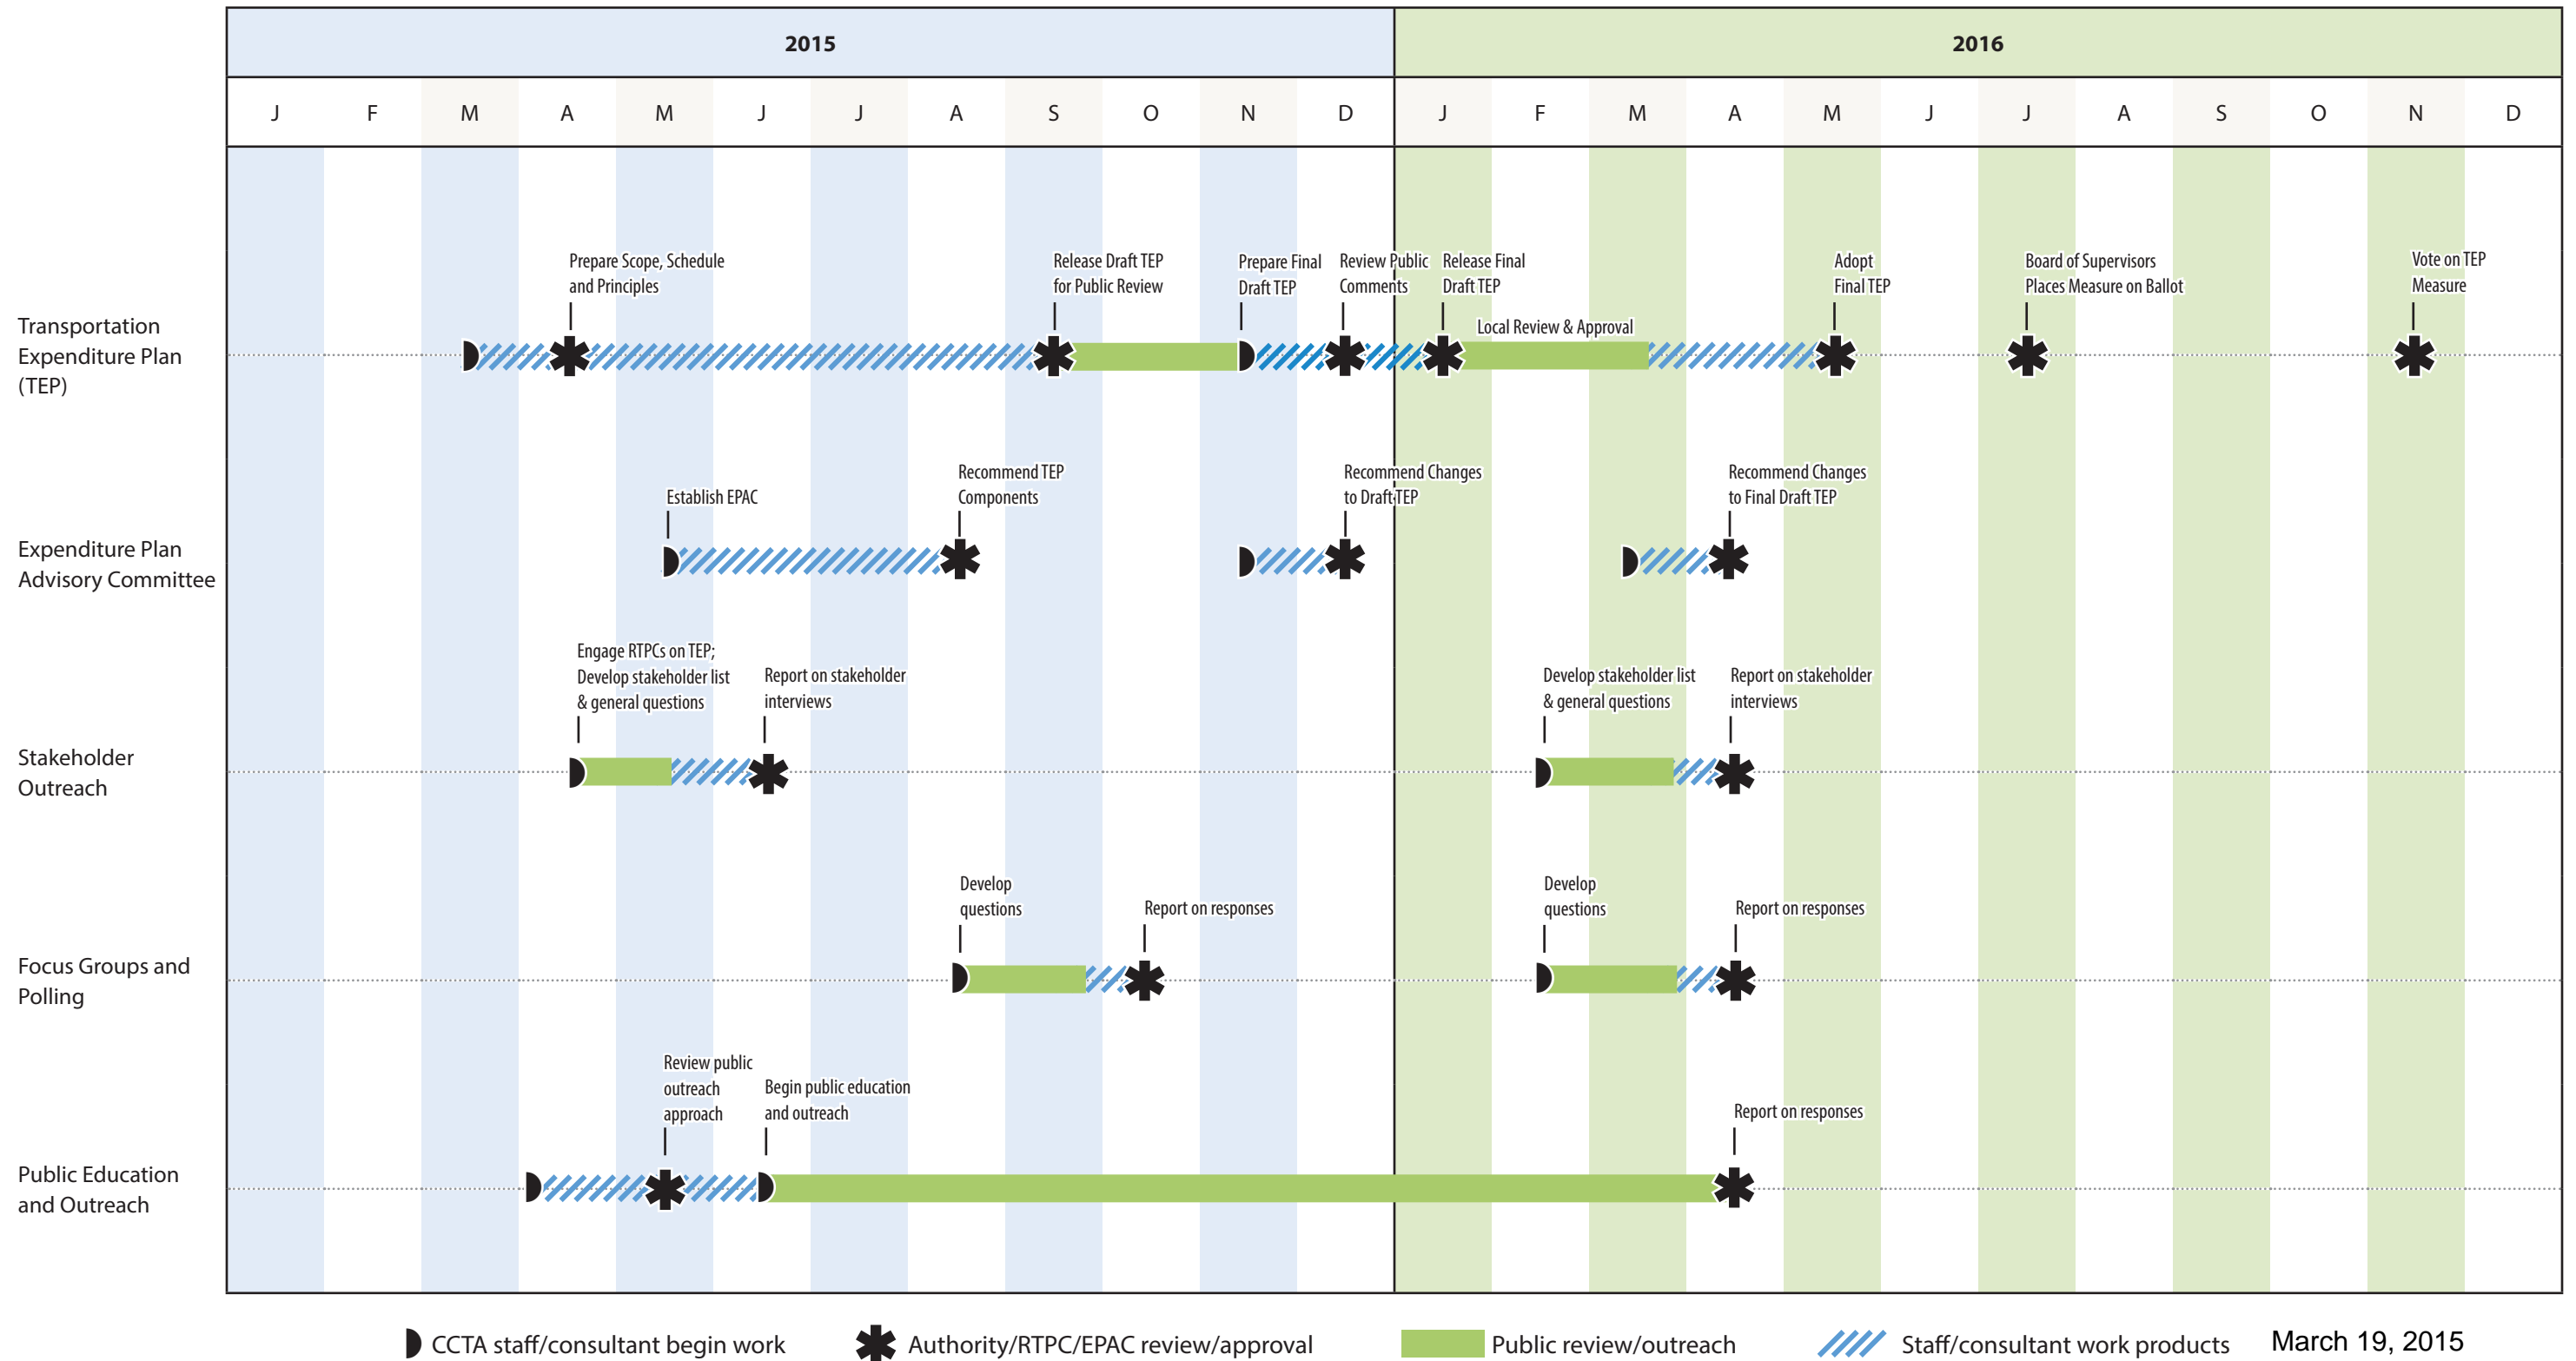 2015
2016
J F M A M J J A S O N D J F M A M J J A S O N D
Transportation
Expenditure Plan
(TEP)
Prepare Scope, Schedule
and Principles
Release Draft TEP
for Public Review
Prepare Final
Draft TEP
Review Public
Comments
Release Final
Draft TEP
Local Review & Approval
Adopt
Final TEP
Board of Supervisors
Places Measure on Ballot
Vote on TEP
Measure
Expenditure Plan
Advisory Committee
Establish EPAC
Recommend TEP
Components
Recommend Changes
to Draft TEP
Recommend Changes
to Final Draft TEP
Stakeholder
Outreach
Engage RTPCs on TEP;
Develop stakeholder list
& general questions
Report on stakeholder
interviews
Develop stakeholder list
& general questions
Report on stakeholder
interviews
Focus Groups and
Polling
Develop
questions
Report on responses
Develop
questions
Report on responses
Public Education
and Outreach
Review public
outreach
approach
Begin public education
and outreach
Report on responses
CCTA staff/consultant begin work
Authority/RTPC/EPAC review/approval
Public review/outreach
Staff/consultant work products
March 19, 2015